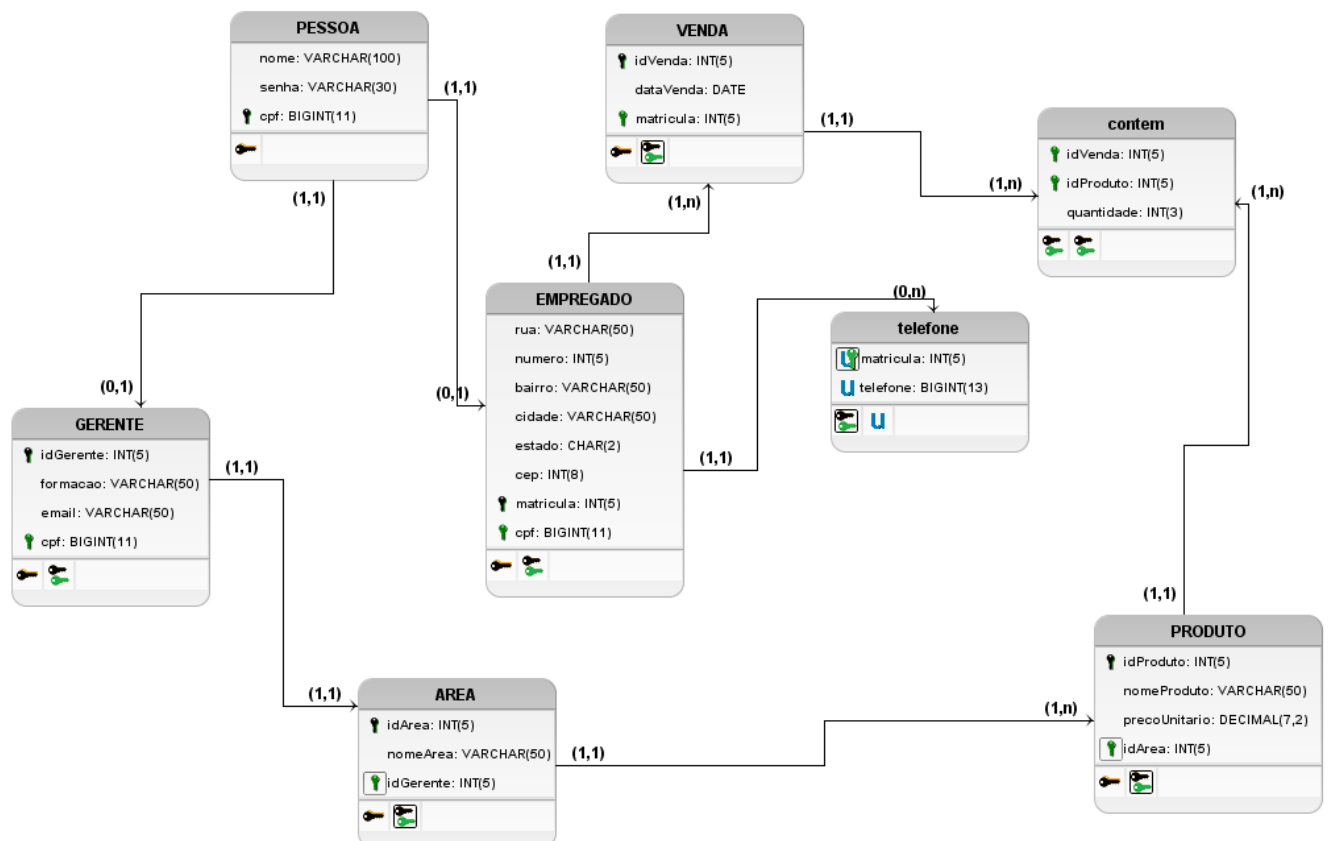 PESSOA
nome: VARCHAR(100)
senha: VARCHAR(30)
cpf: BIGINT(11)
(1,1)
(1,1)
VENDA
idVenda: INT(5)
dataVenda: DATE
matricula: INT(5)
(1,1)
(1,n)
contem
idVenda: INT(5)
idProduto: INT(5)
quantidade: INT(3)
(1,n)
(1,n)
(1,1)
EMPREGADO
rua: VARCHAR(50)
numero: INT(5)
bairro: VARCHAR(50)
cidade: VARCHAR(50)
estado: CHAR(2)
cep: INT(8)
matricula: INT(5)
cpf: BIGINT(11)
(0,1)
(1,1)
(0,n)
telefone
U matricula: INT(5)
U telefone: BIGINT(13)
U
(0,1)
GERENTE
idGerente: INT(5)
formacao: VARCHAR(50)
email: VARCHAR(50)
cpf: BIGINT(11)
(1,1)
(1,1)
AREA
idArea: INT(5)
nomeArea: VARCHAR(50)
idGerente: INT(5)
(1,1)
(1,n)
(1,1)
PRODUTO
idProduto: INT(5)
nomeProduto: VARCHAR(50)
precoUnitario: DECIMAL(7,2)
idArea: INT(5)